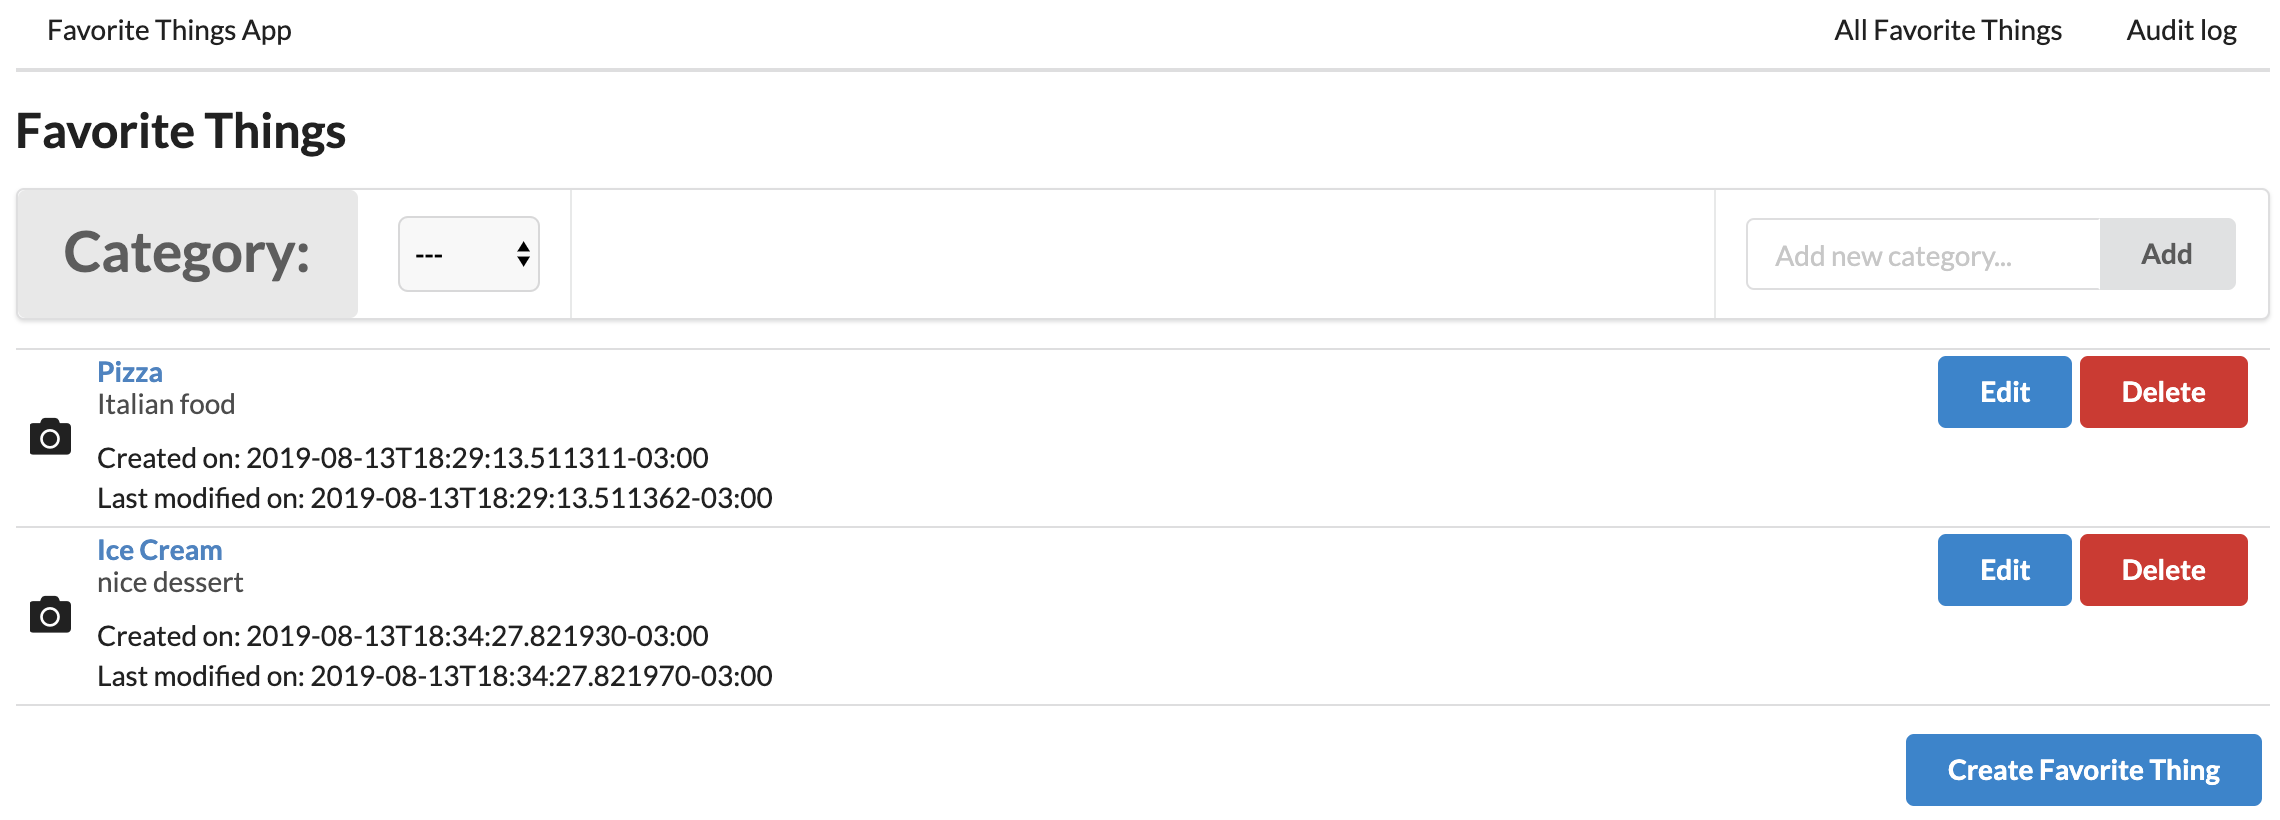 Favorite Things App All Favorite Things Audit log
Favorite Things
Category: --- Add new category... Add
Pizza Edit Delete
Italian food
Created on: 2019-08-13T18:29:13.511311-03:00
Last modified on: 2019-08-13T18:29:13.511362-03:00
Ice Cream Edit Delete
nice dessert
Created on: 2019-08-13T18:34:27.821930-03:00
Last modified on: 2019-08-13T18:34:27.821970-03:00
Create Favorite Thing